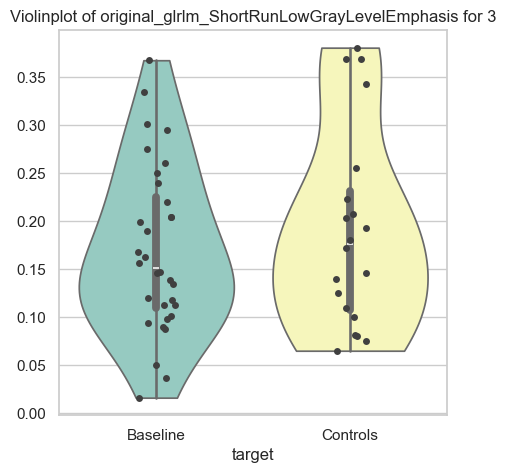 Violinplot of original_glrlm_ShortRunLowGrayLevelEmphasis for 3
0.35
0.30
0.25
0.20
0.15
0.10
0.05
0.00
Baseline Controls
target